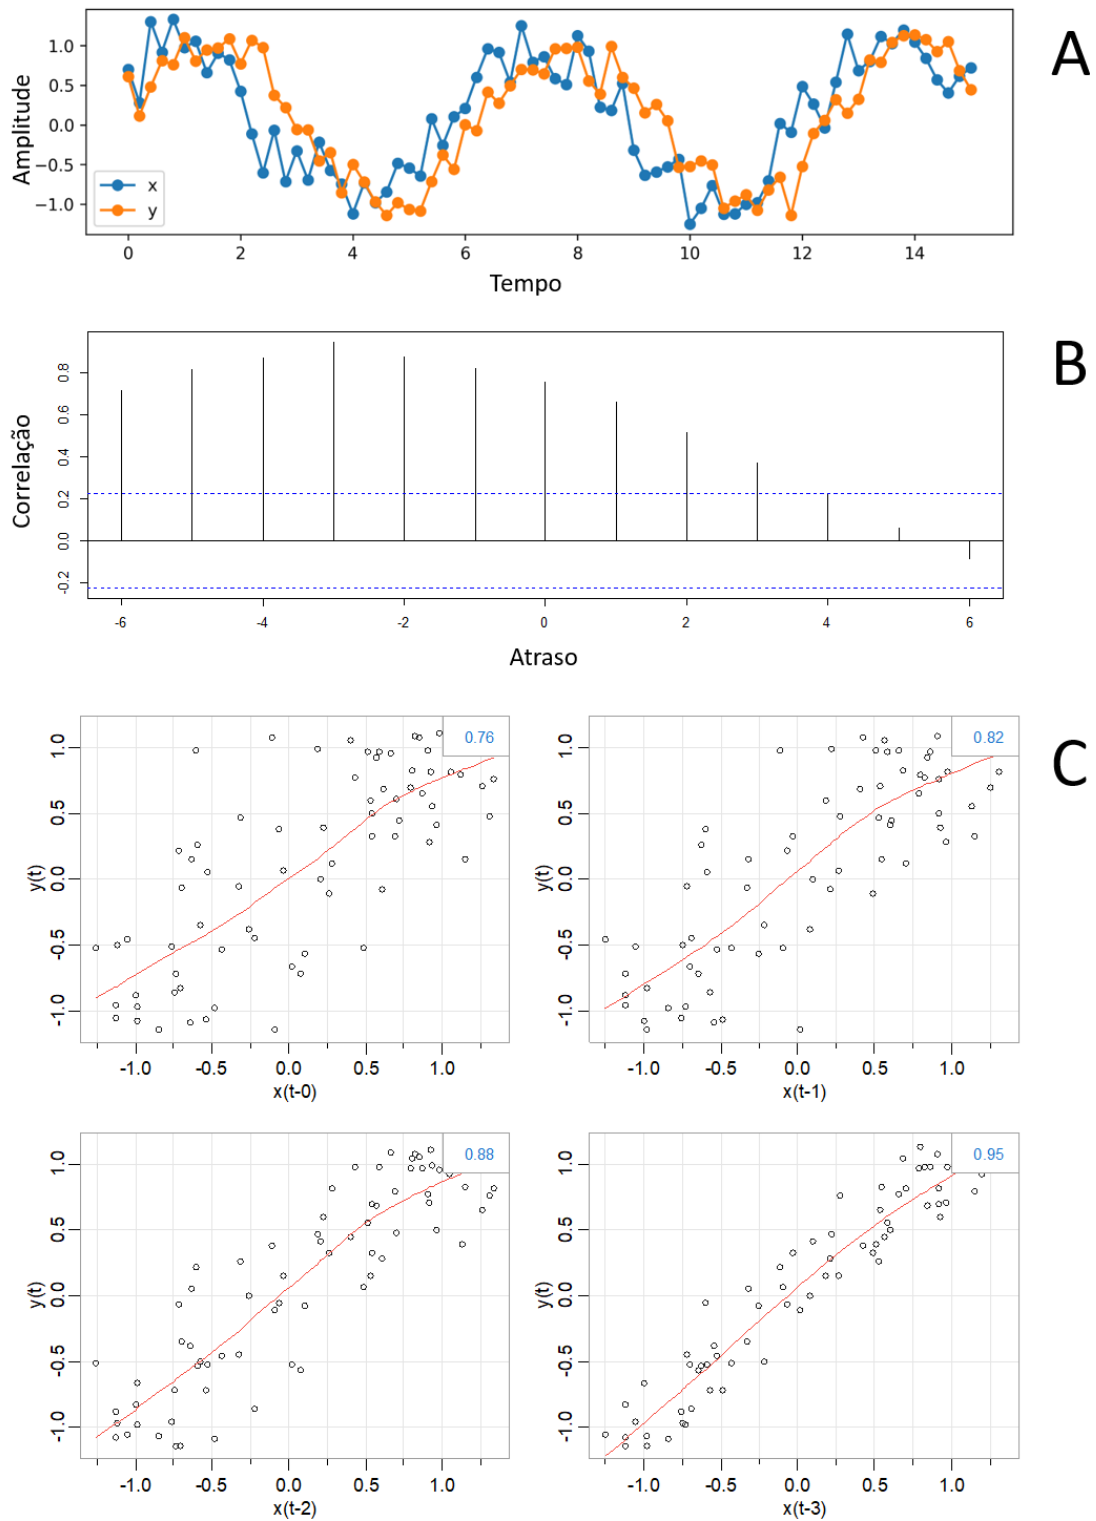 A
Amplitude
1.0
0.5
0.0
−0.5
−1.0
x
y
0 2 4 6 8 10 12 14
Tempo
B
Correlação
0.8
0.6
0.4
0.2
0.0
-0.2
-6 -4 -2 0 2 4 6
Atraso
C
0.76
y(t)
1.0
0.5
0.0
-0.5
-1.0
-1.0 -0.5 0.0 0.5 1.0
x(t-0)
0.82
y(t)
1.0
0.5
0.0
-0.5
-1.0
-1.0 -0.5 0.0 0.5 1.0
x(t-1)
0.88
y(t)
1.0
0.5
0.0
-0.5
-1.0
-1.0 -0.5 0.0 0.5 1.0
x(t-2)
0.95
y(t)
1.0
0.5
0.0
-0.5
-1.0
-1.0 -0.5 0.0 0.5 1.0
x(t-3)